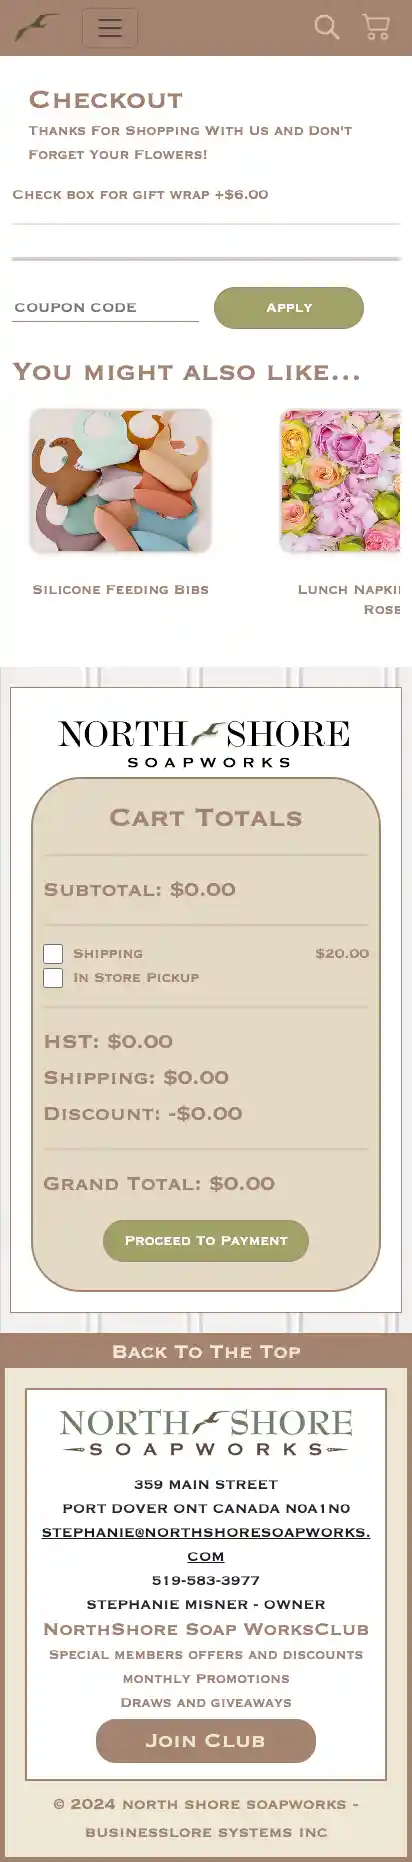 Checkout
Thanks For Shopping With Us and Don't
Forget Your Flowers!
Check box for gift wrap +$6.00
COUPON CODE
APPLY
You might also like...
Silicone Feeding Bibs
Lunch Napki
Rose
NORTH SHORE
SOAPWORKS
Cart Totals
Subtotal: $0.00
Shipping $20.00
In Store Pickup
HST: $0.00
Shipping: $0.00
Discount: -$0.00
Grand Total: $0.00
Proceed To Payment
Back To The Top
NORTH SHORE
SOAPWORKS
359 MAIN STREET
PORT DOVER ONT CANADA N0A1N0
STEPHANIE@NORTHSHORESOAPWORKS.
COM
519-583-3977
STEPHANIE MISNER - OWNER
NorthShore Soap WorksClub
Special members offers and discounts
monthly Promotions
Draws and giveaways
Join Club
© 2024 north shore soapworks -
businesslore systems inc